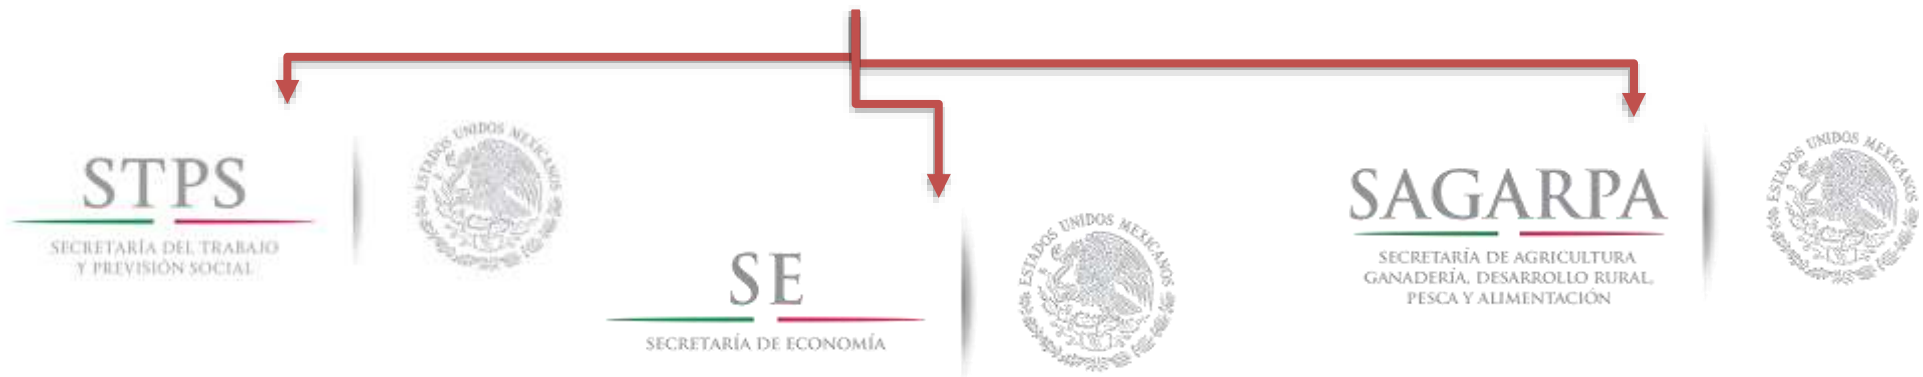 STPS
SECRETARÍA DEL TRABAJO
Y PREVISIÓN SOCIAL
ESTADOS UNIDOS MEXICANOS
SE
SECRETARÍA DE ECONOMÍA
ESTADOS UNIDOS MEXICANOS
SAGARPA
SECRETARÍA DE AGRICULTURA
GANADERÍA, DESARROLLO RURAL,
PESCA Y ALIMENTACIÓN
ESTADOS UNIDOS MEXICANOS